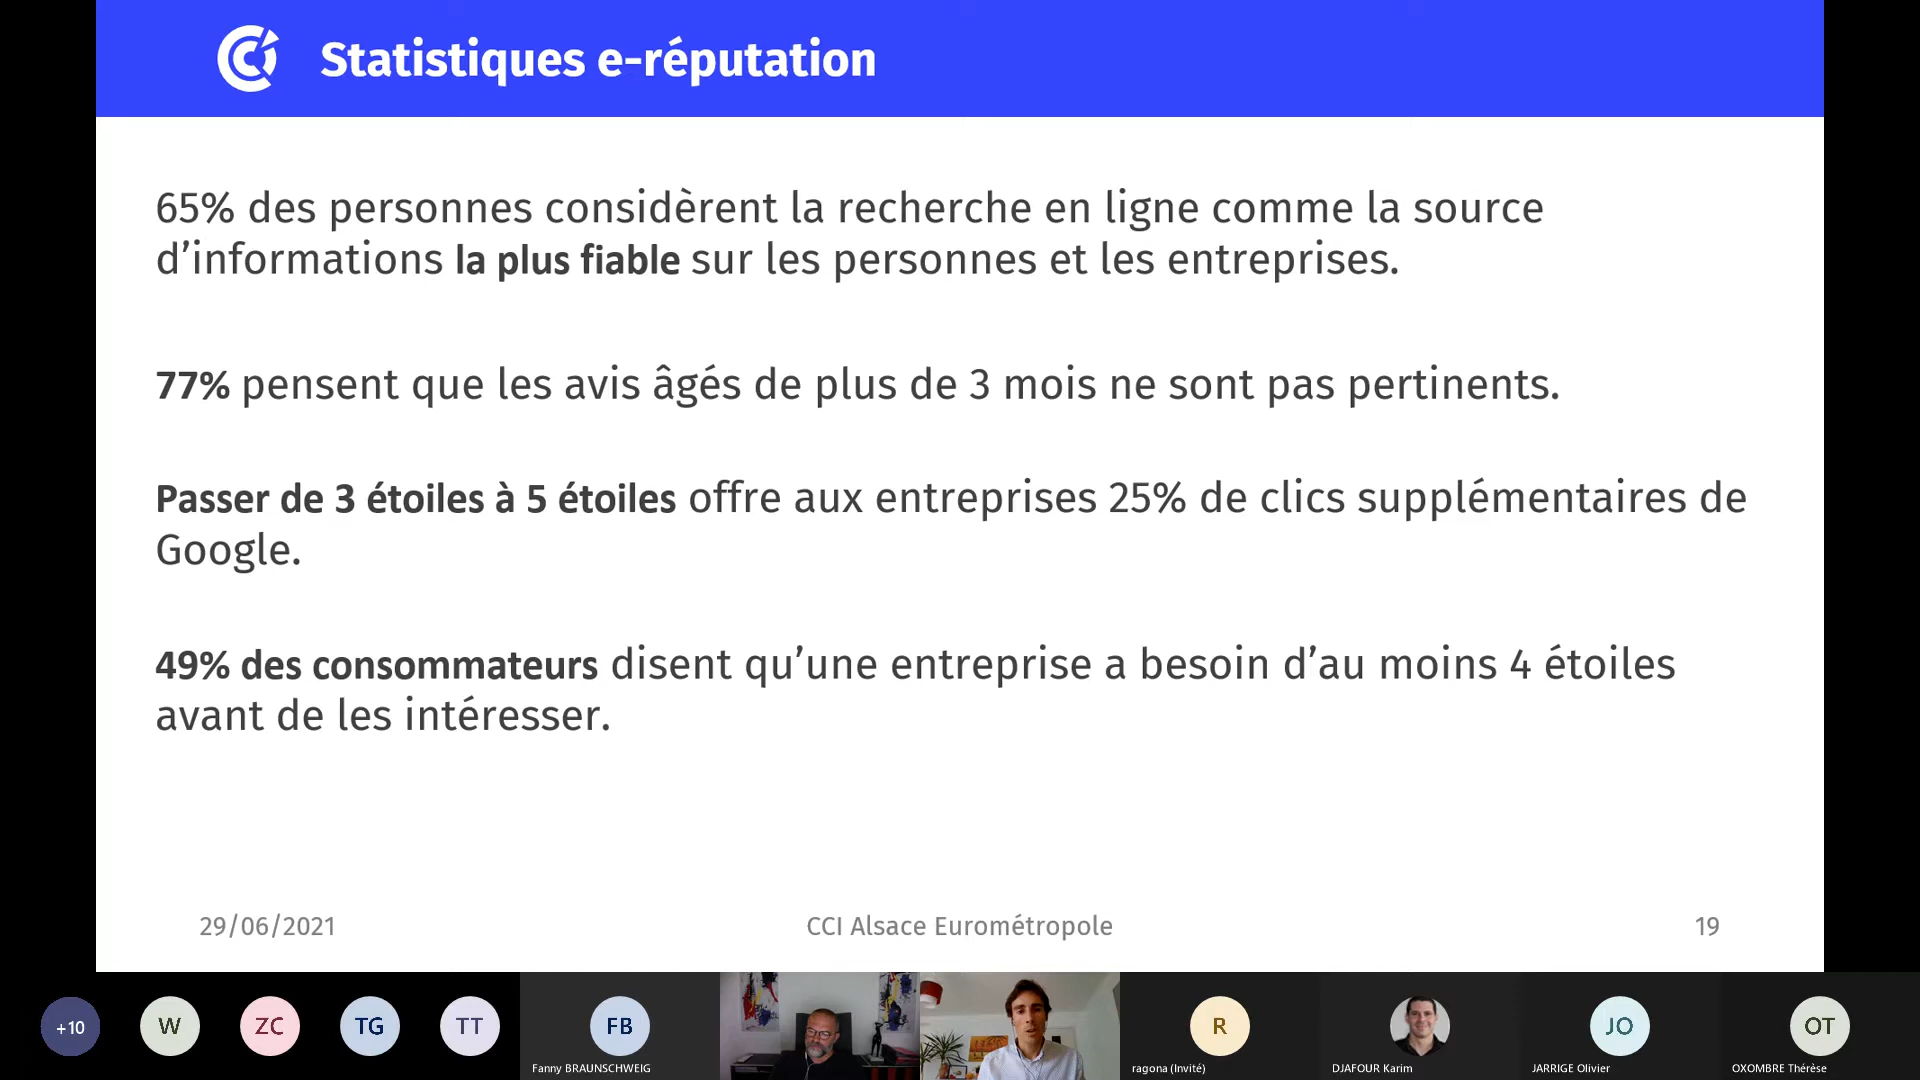 Statistiques e-réputation
65% des personnes considèrent la recherche en ligne comme la source
d’informations la plus fiable sur les personnes et les entreprises.
77% pensent que les avis âgés de plus de 3 mois ne sont pas pertinents.
Passer de 3 étoiles à 5 étoiles offre aux entreprises 25% de clics supplémentaires de
Google.
49% des consommateurs disent qu’une entreprise a besoin d’au moins 4 étoiles
avant de les intéresser.
29/06/2021
CCI Alsace Eurométropole
19
+10
W
ZC
TG
TT
FB
Fanny BRAUNSCHWEIG
R
ragona (Invité)
DJAFOUR Karim
JO
JARRIGE Olivier
OT
OXOMBRE Thérèse